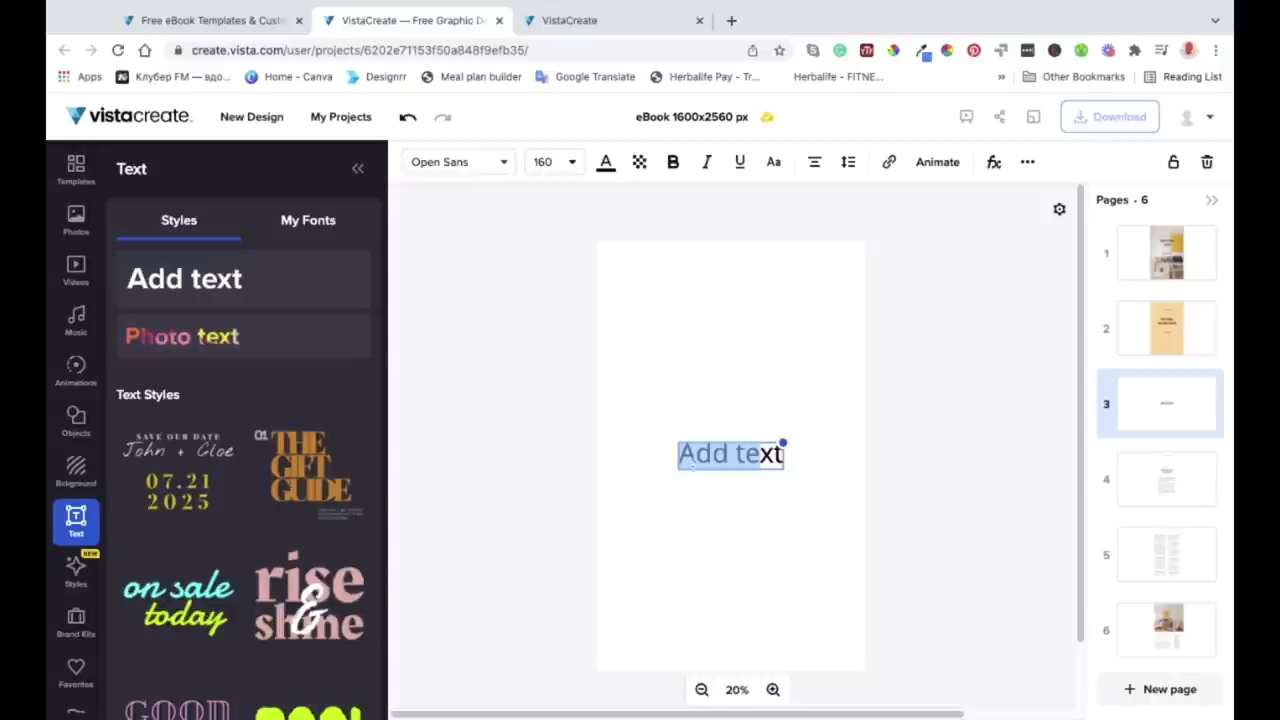 Free eBook Templates & Custo
VistaCreate — Free Graphic De
VistaCreate
create.vista.com/user/projects/6202e71153f50a848f9efb35/
Apps
Клубер FM — вдо...
Home - Canva
Designrr
Meal plan builder
Google Translate
Herbalife Pay - Tr...
Herbalife - FITNE...
Other Bookmarks
Reading List
vistacreate.
New Design
My Projects
eBook 1600x2560 px
Download
Open Sans
160
A
B
I
U
Aa
Animate
fx
Templates
Photos
Videos
Music
Animations
Objects
Background
Text
NEW
Styles
Brand Kits
Favorites
Text
Styles
My Fonts
Add text
Photo text
Text Styles
SAVE OUR DATE
John + Cloe
07.21
2025
01 THE
GIFT
GUIDE
on sale
today
rise
&
shine
GOOD
Add text
20%
Pages · 6
1
2
3
4
5
6
+ New page